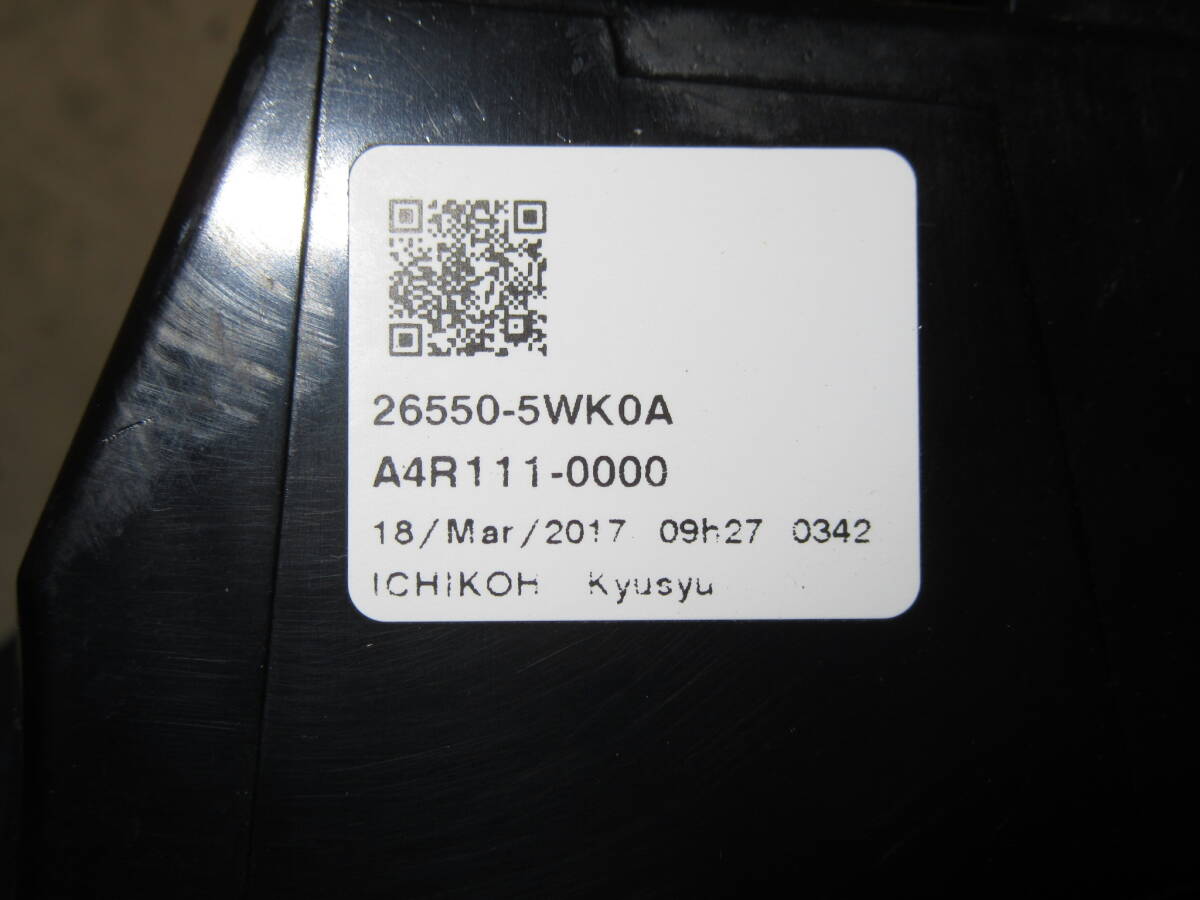 26550-5WK0A
A4R111-0000
18/Mar/2017 09h27 0342
ICHIKOH Kyusyu